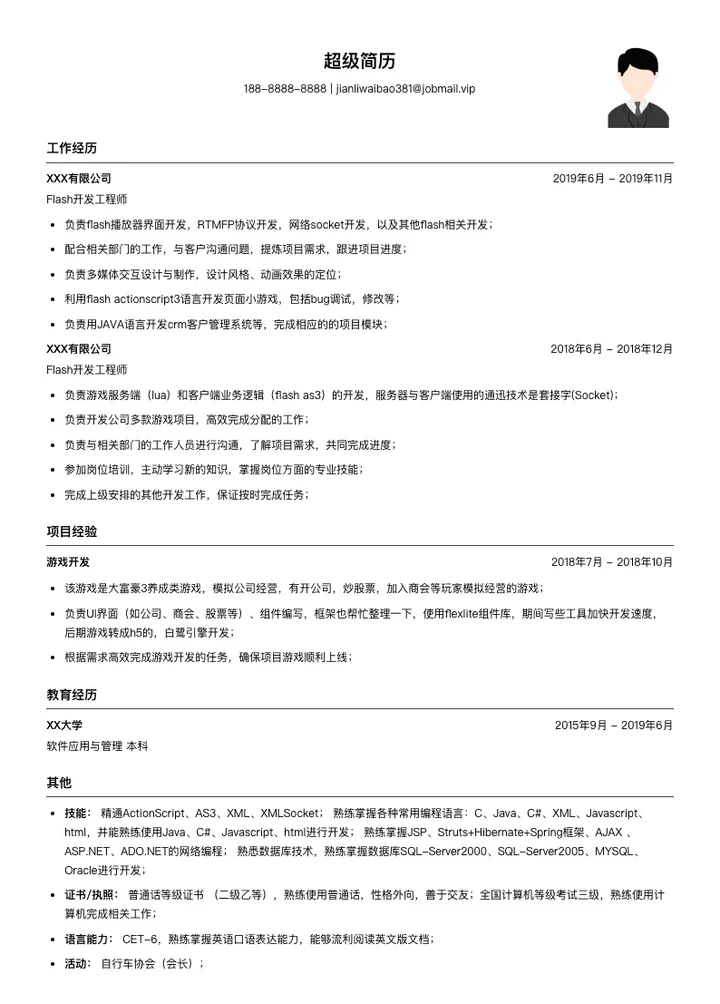 超级简历
188-8888-8888 | jianliwaibao381@jobmail.vip
工作经历
XXX有限公司 2019年6月 - 2019年11月
Flash开发工程师
• 负责flash播放器界面开发，RTMFP协议开发，网络socket开发，以及其他flash相关开发；
• 配合相关部门的工作，与客户沟通问题，提炼项目需求，跟进项目进度；
• 负责多媒体交互设计与制作，设计风格、动画效果的定位；
• 利用flash actionscript3语言开发页面小游戏，包括bug调试，修改等；
• 负责用JAVA语言开发crm客户管理系统等，完成相应的的项目模块；
XXX有限公司 2018年6月 - 2018年12月
Flash开发工程师
• 负责游戏服务端（lua）和客户端业务逻辑（flash as3）的开发，服务器与客户端使用的通迅技术是套接字(Socket)；
• 负责开发公司多款游戏项目，高效完成分配的工作；
• 负责与相关部门的工作人员进行沟通，了解项目需求，共同完成进度；
• 参加岗位培训，主动学习新的知识，掌握岗位方面的专业技能；
• 完成上级安排的其他开发工作，保证按时完成任务；
项目经验
游戏开发 2018年7月 - 2018年10月
• 该游戏是大富豪3养成类游戏，模拟公司经营，有开公司，炒股票，加入商会等玩家模拟经营的游戏；
• 负责UI界面（如公司、商会、股票等）、组件编写，框架也帮忙整理一下，使用flexlite组件库，期间写些工具加快开发速度，
后期游戏转成h5的，白鹭引擎开发；
• 根据需求高效完成游戏开发的任务，确保项目游戏顺利上线；
教育经历
XX大学 2015年9月 - 2019年6月
软件应用与管理 本科
其他
• 技能： 精通ActionScript、AS3、XML、XMLSocket； 熟练掌握各种常用编程语言：C、Java、C#、XML、Javascript、
html，并能熟练使用Java、C#、Javascript、html进行开发； 熟练掌握JSP、Struts+Hibernate+Spring框架、AJAX 、
ASP.NET、ADO.NET的网络编程； 熟悉数据库技术，熟练掌握数据库SQL-Server2000、SQL-Server2005、MYSQL、
Oracle进行开发；
• 证书/执照： 普通话等级证书 （二级乙等），熟练使用普通话，性格外向，善于交友；全国计算机等级考试三级，熟练使用计
算机完成相关工作；
• 语言能力： CET-6，熟练掌握英语口语表达能力，能够流利阅读英文版文档；
• 活动： 自行车协会（会长）；